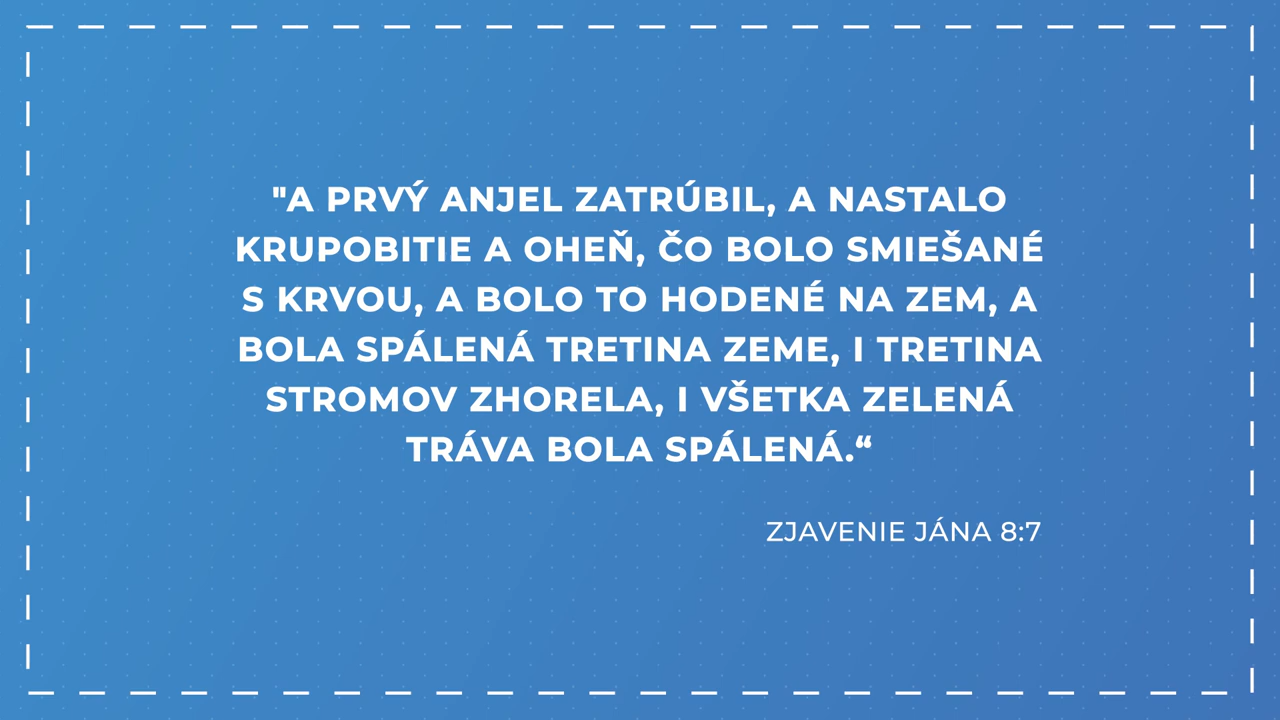 "A PRVÝ ANJEL ZATRÚBIL, A NASTALO
KRUPOBITIE A OHEŇ, ČO BOLO SMIEŠANÉ
S KRVOU, A BOLO TO HODENÉ NA ZEM, A
BOLA SPÁLENÁ TRETINA ZEME, I TRETINA
STROMOV ZHORELA, I VŠETKA ZELENÁ
TRÁVA BOLA SPÁLENÁ.“
ZJAVENIE JÁNA 8:7